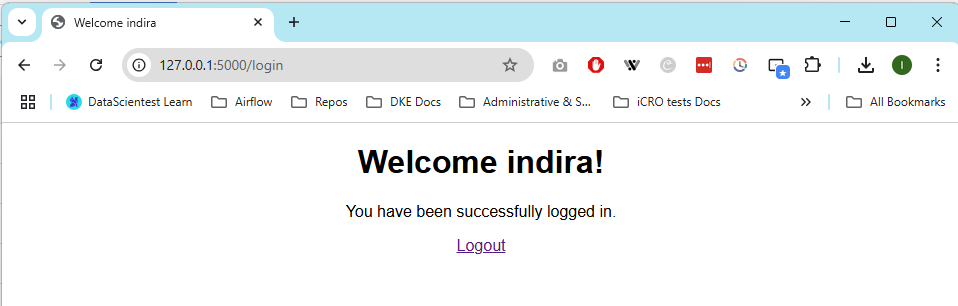 Welcome indira
127.0.0.1:5000/login
I
DataScientest Learn Airflow Repos DKE Docs Administrative & S... iCRO tests Docs All Bookmarks
Welcome indira!
You have been successfully logged in.
Logout